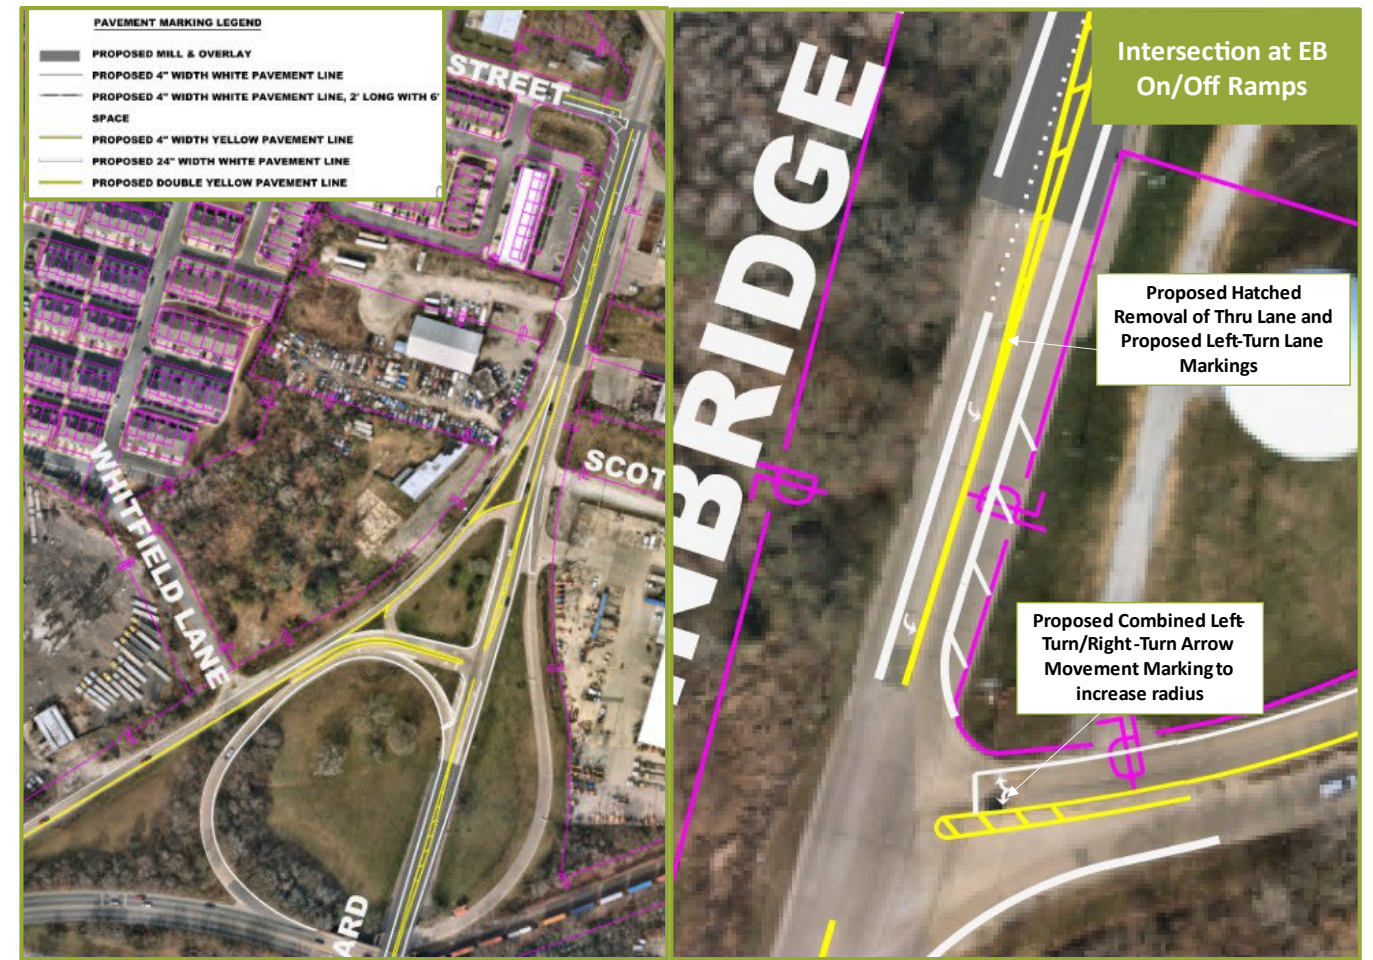 PAVEMENT MARKING LEGEND
PROPOSED MILL & OVERLAY
PROPOSED 4" WIDTH WHITE PAVEMENT LINE
PROPOSED 4" WIDTH WHITE PAVEMENT LINE, 2' LONG WITH 6'
SPACE
PROPOSED 4" WIDTH YELLOW PAVEMENT LINE
PROPOSED 24" WIDTH WHITE PAVEMENT LINE
PROPOSED DOUBLE YELLOW PAVEMENT LINE
STREET
SCOT
WHITFIELD LANE
ARD
Intersection at EB
On/Off Ramps
NBRIDGE
Proposed Hatched
Removal of Thru Lane and
Proposed Left-Turn Lane
Markings
Proposed Combined Left-
Turn/Right-Turn Arrow
Movement Marking to
increase radius